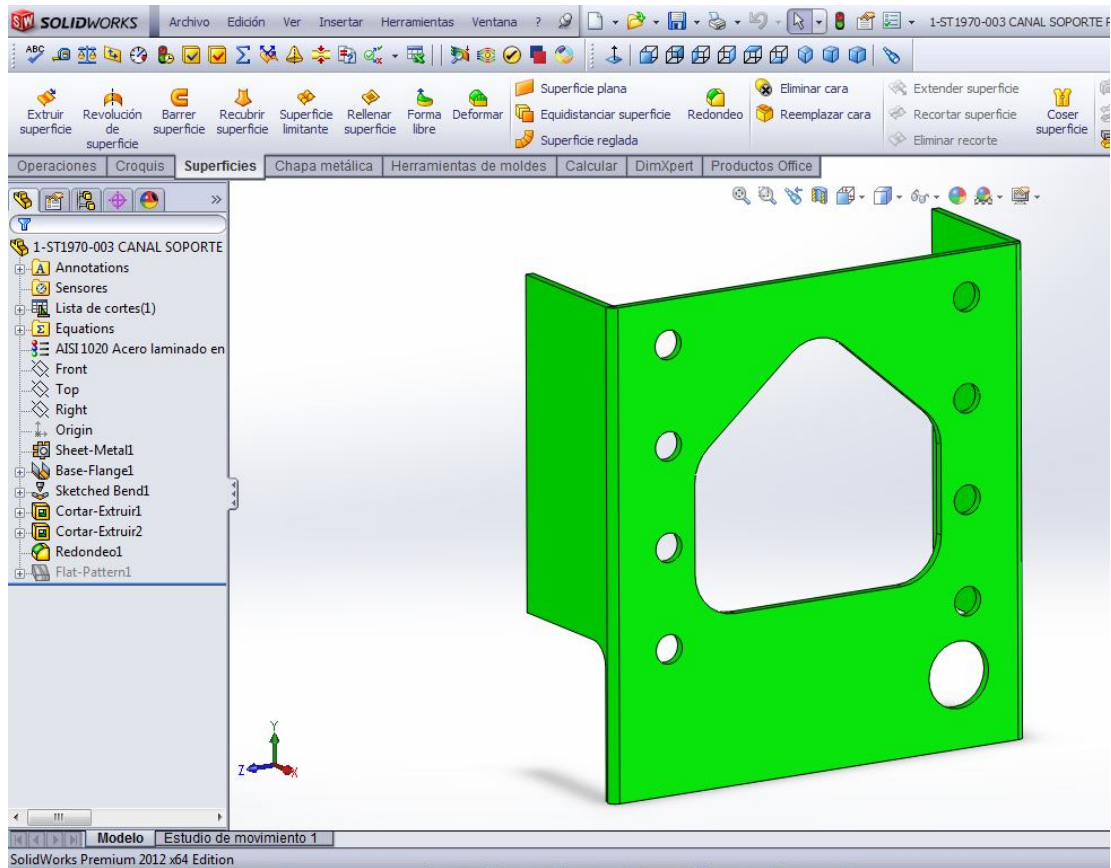 SW SOLIDWORKS Archivo Edición Ver Insertar Herramientas Ventana ? 1-ST1970-003 CANAL SOPORTE F
ABC
Extruir superficie
Revolución de superficie
Barrer superficie
Recubrir superficie
Superficie limitante
Rellenar superficie
Forma libre
Deformar
Superficie plana
Equidistanciar superficie
Superficie reglada
Redondeo
Eliminar cara
Reemplazar cara
Extender superficie
Recortar superficie
Eliminar recorte
Coser superficie
Operaciones Croquis Superficies Chapa metálica Herramientas de moldes Calcular DimXpert Productos Office
1-ST1970-003 CANAL SOPORTE
A Annotations
Sensores
Lista de cortes(1)
Σ Equations
AISI 1020 Acero laminado en
Front
Top
Right
Origin
Sheet-Metal1
Base-Flange1
Sketched Bend1
Cortar-Extruir1
Cortar-Extruir2
Redondeo1
Flat-Pattern1
Y
Z X
Modelo Estudio de movimiento 1
SolidWorks Premium 2012 x64 Edition